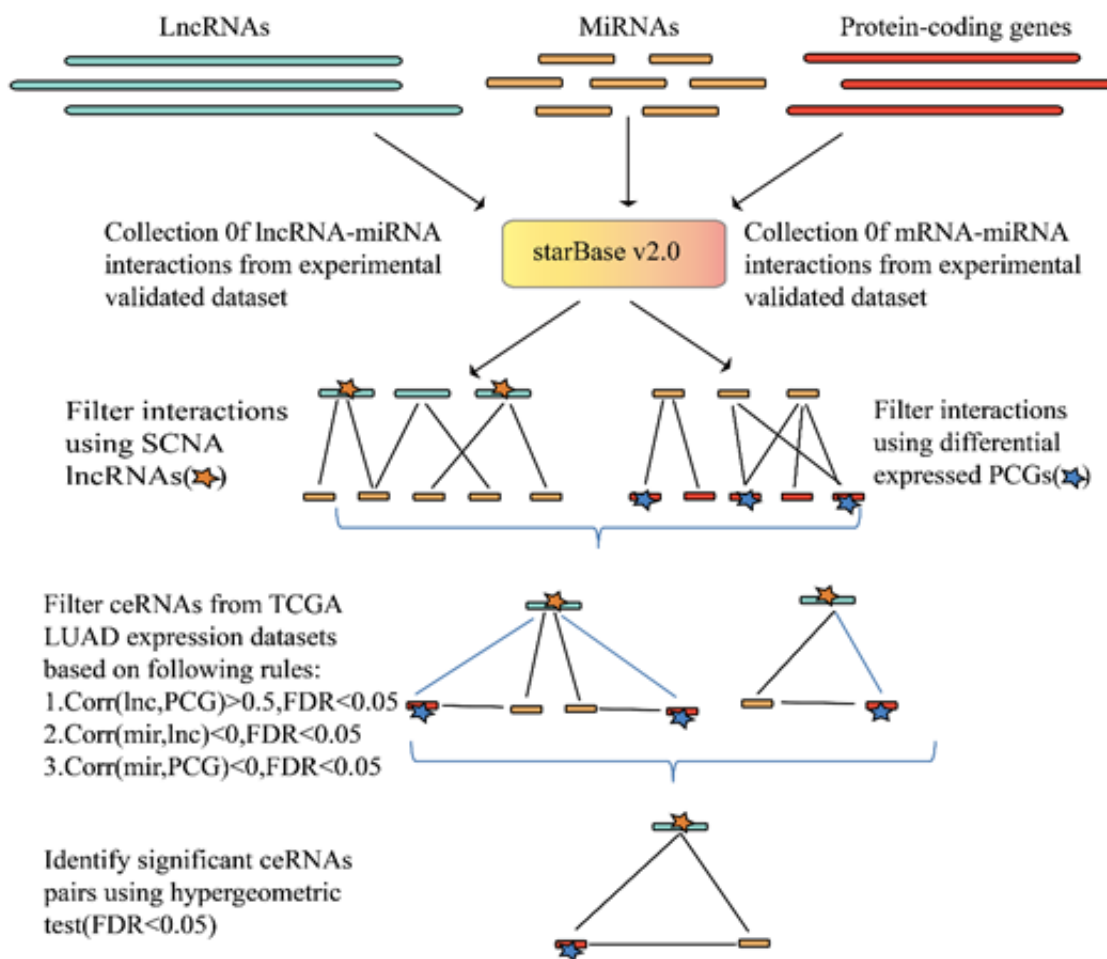 LncRNAs
MiRNAs
Protein-coding genes
Collection 0f lncRNA-miRNA
interactions from experimental
validated dataset
starBase v2.0
Collection 0f mRNA-miRNA
interactions from experimental
validated dataset
Filter interactions
using SCNA
lncRNAs(★)
Filter interactions
using differential
expressed PCGs(★)
Filter ceRNAs from TCGA
LUAD expression datasets
based on following rules:
1.Corr(lnc,PCG)>0.5,FDR<0.05
2.Corr(mir,lnc)<0,FDR<0.05
3.Corr(mir,PCG)<0,FDR<0.05
Identify significant ceRNAs
pairs using hypergeometric
test(FDR<0.05)